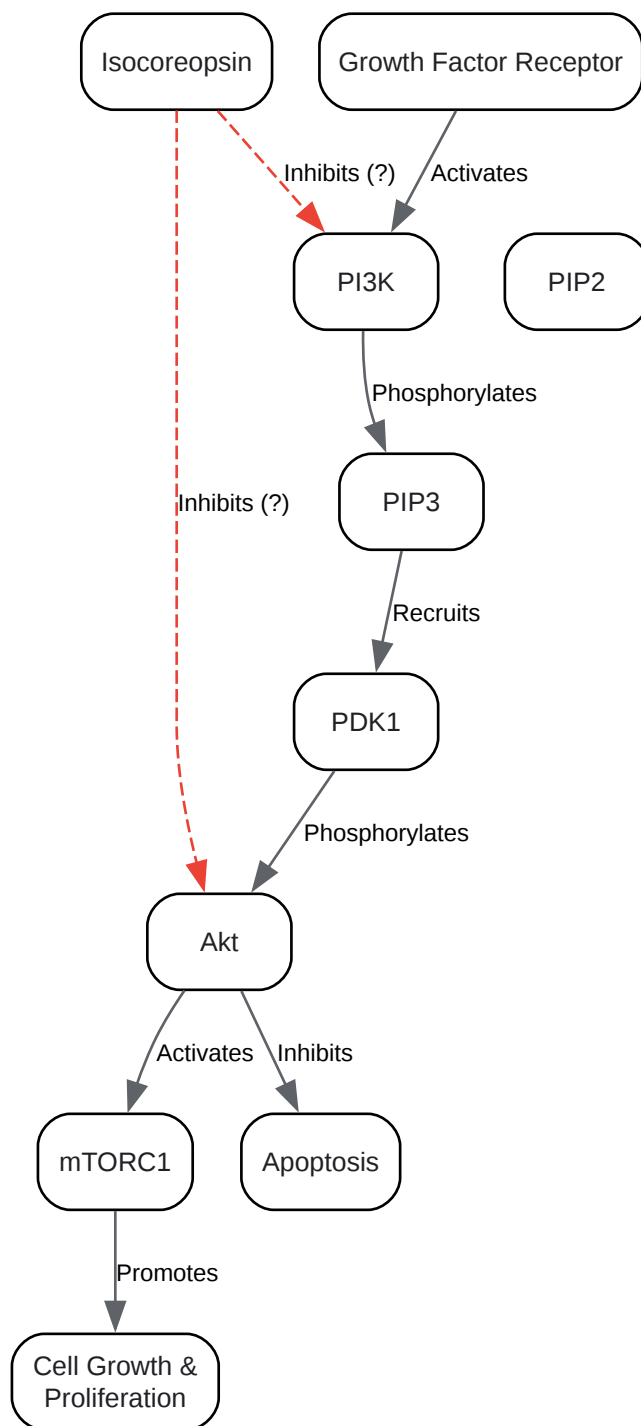 Isocoreopsin
Growth Factor Receptor
Inhibits (?)
Activates
PI3K
PIP2
Phosphorylates
PIP3
Inhibits (?)
Recruits
PDK1
Phosphorylates
Akt
Activates
Inhibits
mTORC1
Apoptosis
Promotes
Cell Growth &
Proliferation